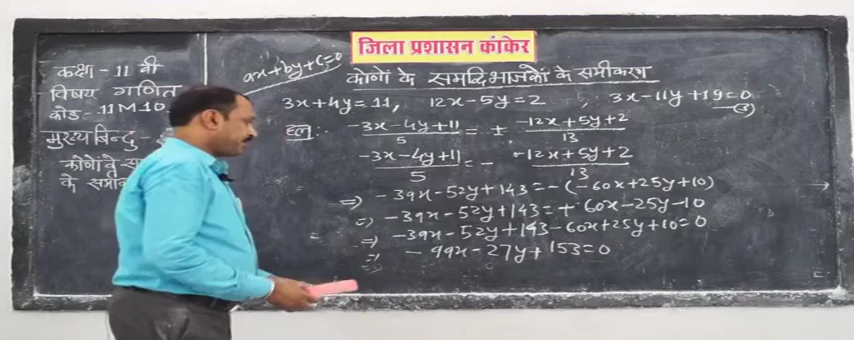 जिला प्रशासन कांकेर
कक्षा - 11 वी
विषय गणित
कोड - 11M10
मुख्य बिन्दु -
कोणो के स
के समी
ax+by+c=0
कोणो के समद्विभाजकों के समीकरण
3x+4y=11, 12x-5y=2, 3x-11y+19=0
(3)
हल:- -3x-4y+11/5 = ± -12x+5y+2/13
-3x-4y+11/5 = - -12x+5y+2/13
=) -39x-52y+143=-(-60x+25y+10)
=) -39x-52y+143=+60x-25y-10
=) -39x-52y+143-60x+25y+10=0
=) -99x-27y+153=0
=)